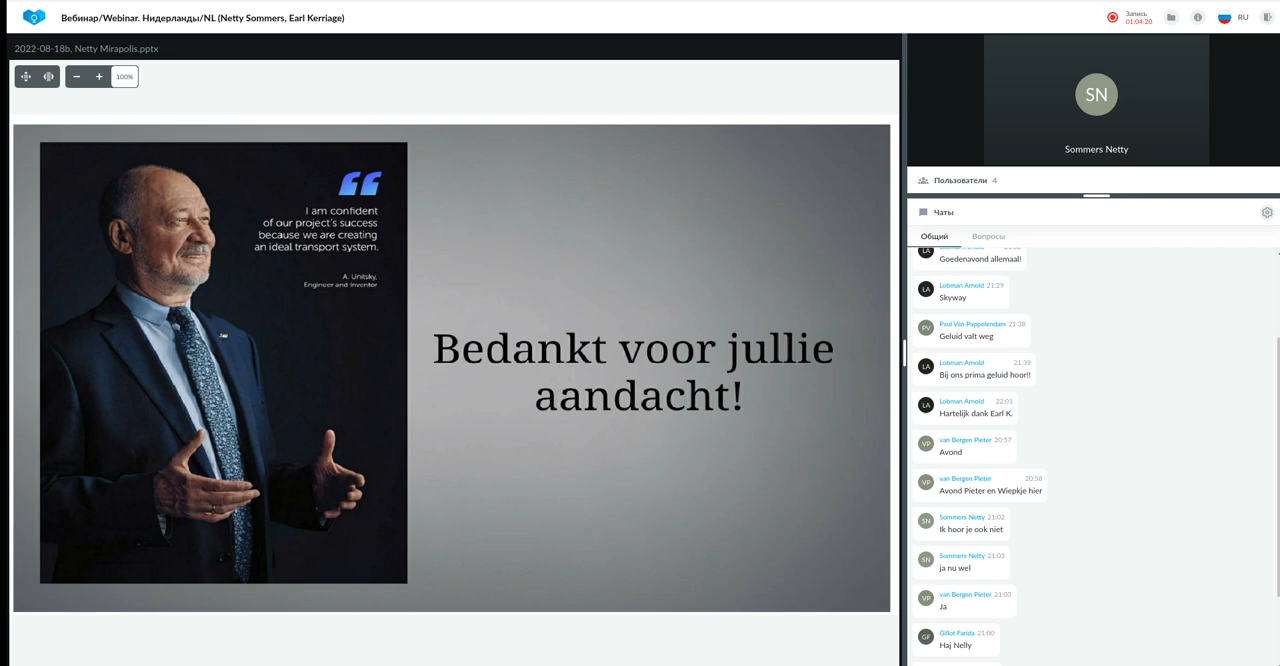 Вебинар/Webinar. Нидерланды/NL (Netty Sommers, Earl Kerriage)
Запись
01:04:20
RU
2022-08-18b, Netty Mirapolis.pptx
100%
I am confident
of our project's success
because we are creating
an ideal transport system.
A. Unitsky,
Engineer and Inventor
Bedankt voor jullie
aandacht!
SN
Sommers Netty
Пользователи 4
Чаты
Общий Вопросы
LA
Goedenavond allemaal!
LA Lobman Arnold 21:29
Skyway
PV Paul Van Pappelendam 21:38
Geluid valt weg
LA Lobman Arnold 21:39
Bij ons prima geluid hoor!!
LA Lobman Arnold 22:01
Hartelijk dank Earl K.
VP van Bergen Pieter 20:57
Avond
VP van Bergen Pieter 20:58
Avond Pieter en Wiepkje hier
SN Sommers Netty 21:02
Ik hoor je ook niet
SN Sommers Netty 21:03
ja nu wel
VP van Bergen Pieter 21:03
Ja
GF Gillot Farida 21:00
Haj Nelly